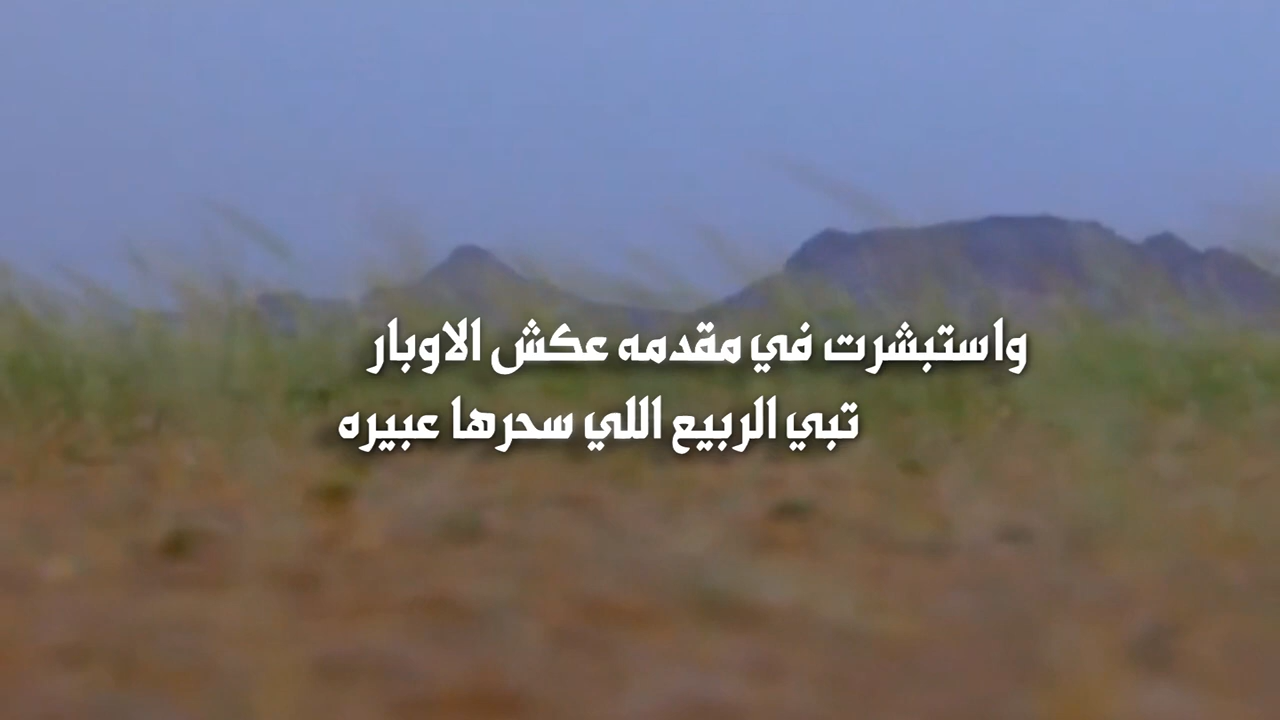 واستبشرت في مقدمه عكش الاوبار
تبي الربيع اللي سحرها عبيره